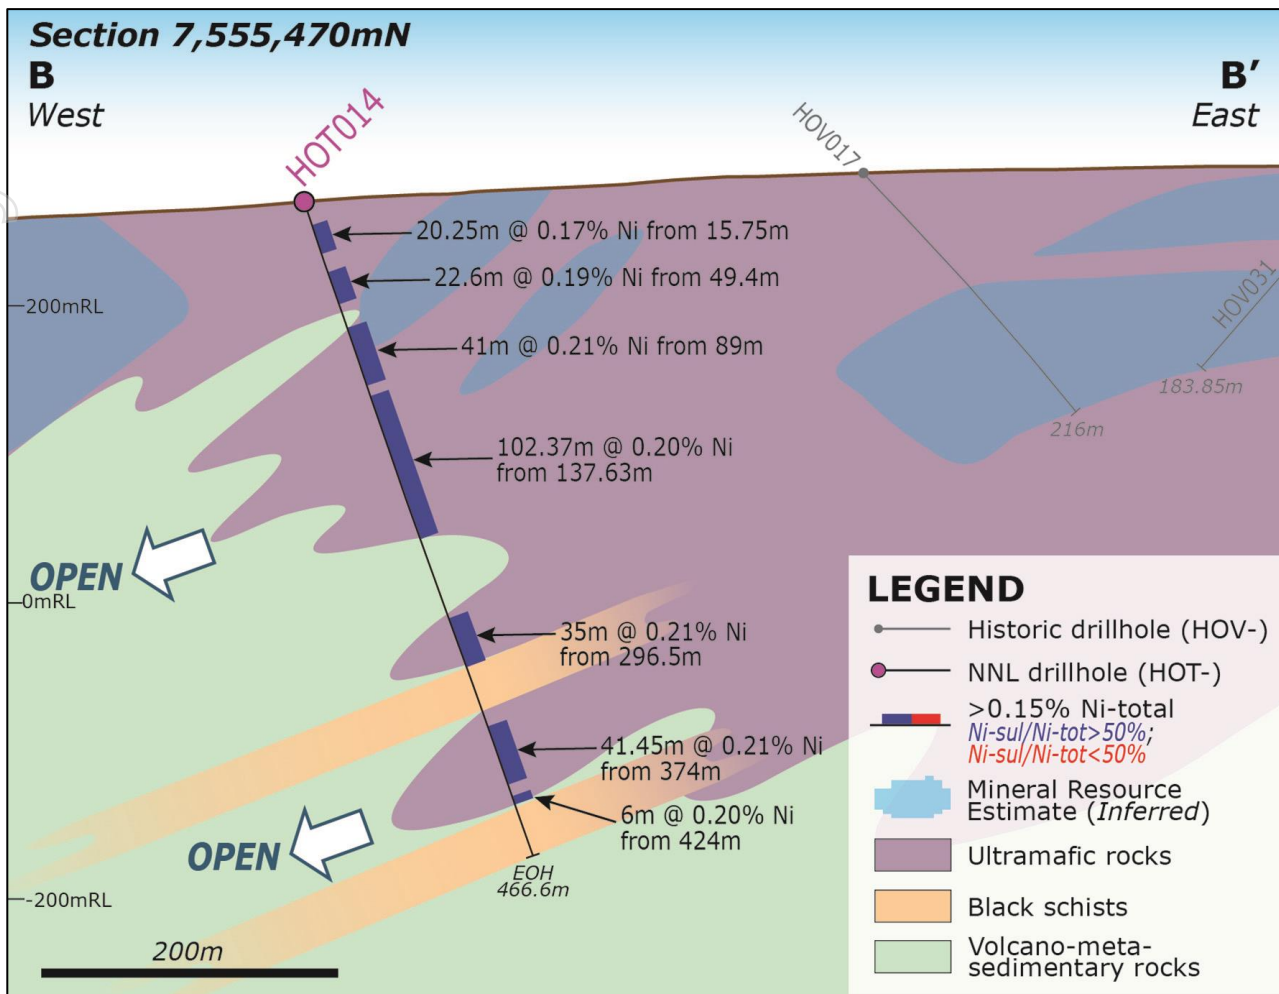 Section 7,555,470mN
B
West
B′
East
HOT014
HOV017
20.25m @ 0.17% Ni from 15.75m
22.6m @ 0.19% Ni from 49.4m
200mRL
HOV031
41m @ 0.21% Ni from 89m
183.85m
216m
102.37m @ 0.20% Ni
from 137.63m
OPEN
0mRL
35m @ 0.21% Ni
from 296.5m
41.45m @ 0.21% Ni
from 374m
6m @ 0.20% Ni
from 424m
OPEN
EOH
466.6m
-200mRL
200m
LEGEND
Historic drillhole (HOV-)
NNL drillhole (HOT-)
>0.15% Ni-total
Ni-sul/Ni-tot>50%;
Ni-sul/Ni-tot<50%
Mineral Resource
Estimate (Inferred)
Ultramafic rocks
Black schists
Volcano-meta-
sedimentary rocks